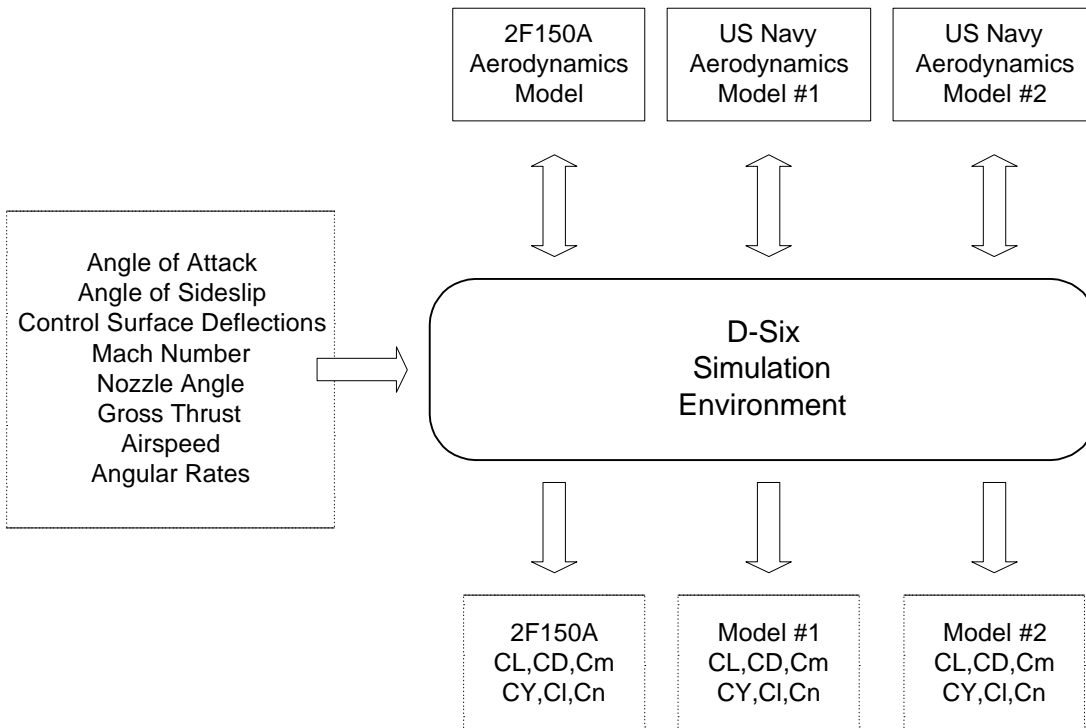 2F150A
Aerodynamics
Model
US Navy
Aerodynamics
Model #1
US Navy
Aerodynamics
Model #2
Angle of Attack
Angle of Sideslip
Control Surface Deflections
Mach Number
Nozzle Angle
Gross Thrust
Airspeed
Angular Rates
D-Six
Simulation
Environment
2F150A
CL,CD,Cm
CY,Cl,Cn
Model #1
CL,CD,Cm
CY,Cl,Cn
Model #2
CL,CD,Cm
CY,Cl,Cn